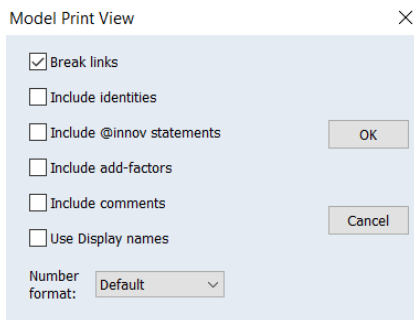 Model Print View
Break links
Include identities
Include @innov statements
OK
Include add-factors
Include comments
Cancel
Use Display names
Number
format:
Default